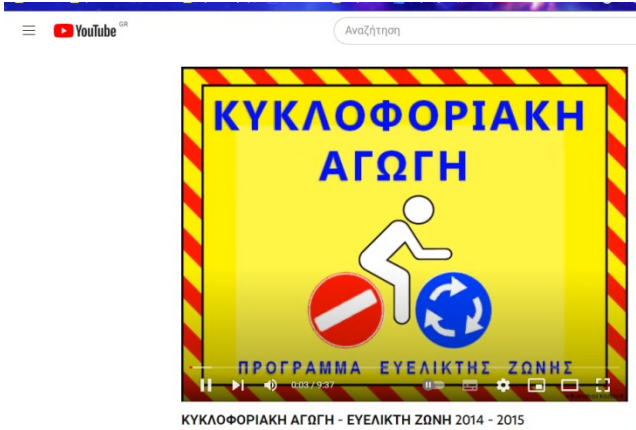 YouTube GR
Αναζήτηση
ΚΥΚΛΟΦΟΡΙΑΚΗ
ΑΓΩΓΗ
ΠΡΟΓΡΑΜΜΑ ΕΥΕΛΙΚΤΗΣ ΖΩΝΗΣ
0:03 / 9:37
ΚΥΚΛΟΦΟΡΙΑΚΗ ΑΓΩΓΗ - ΕΥΕΛΙΚΤΗ ΖΩΝΗ 2014 - 2015